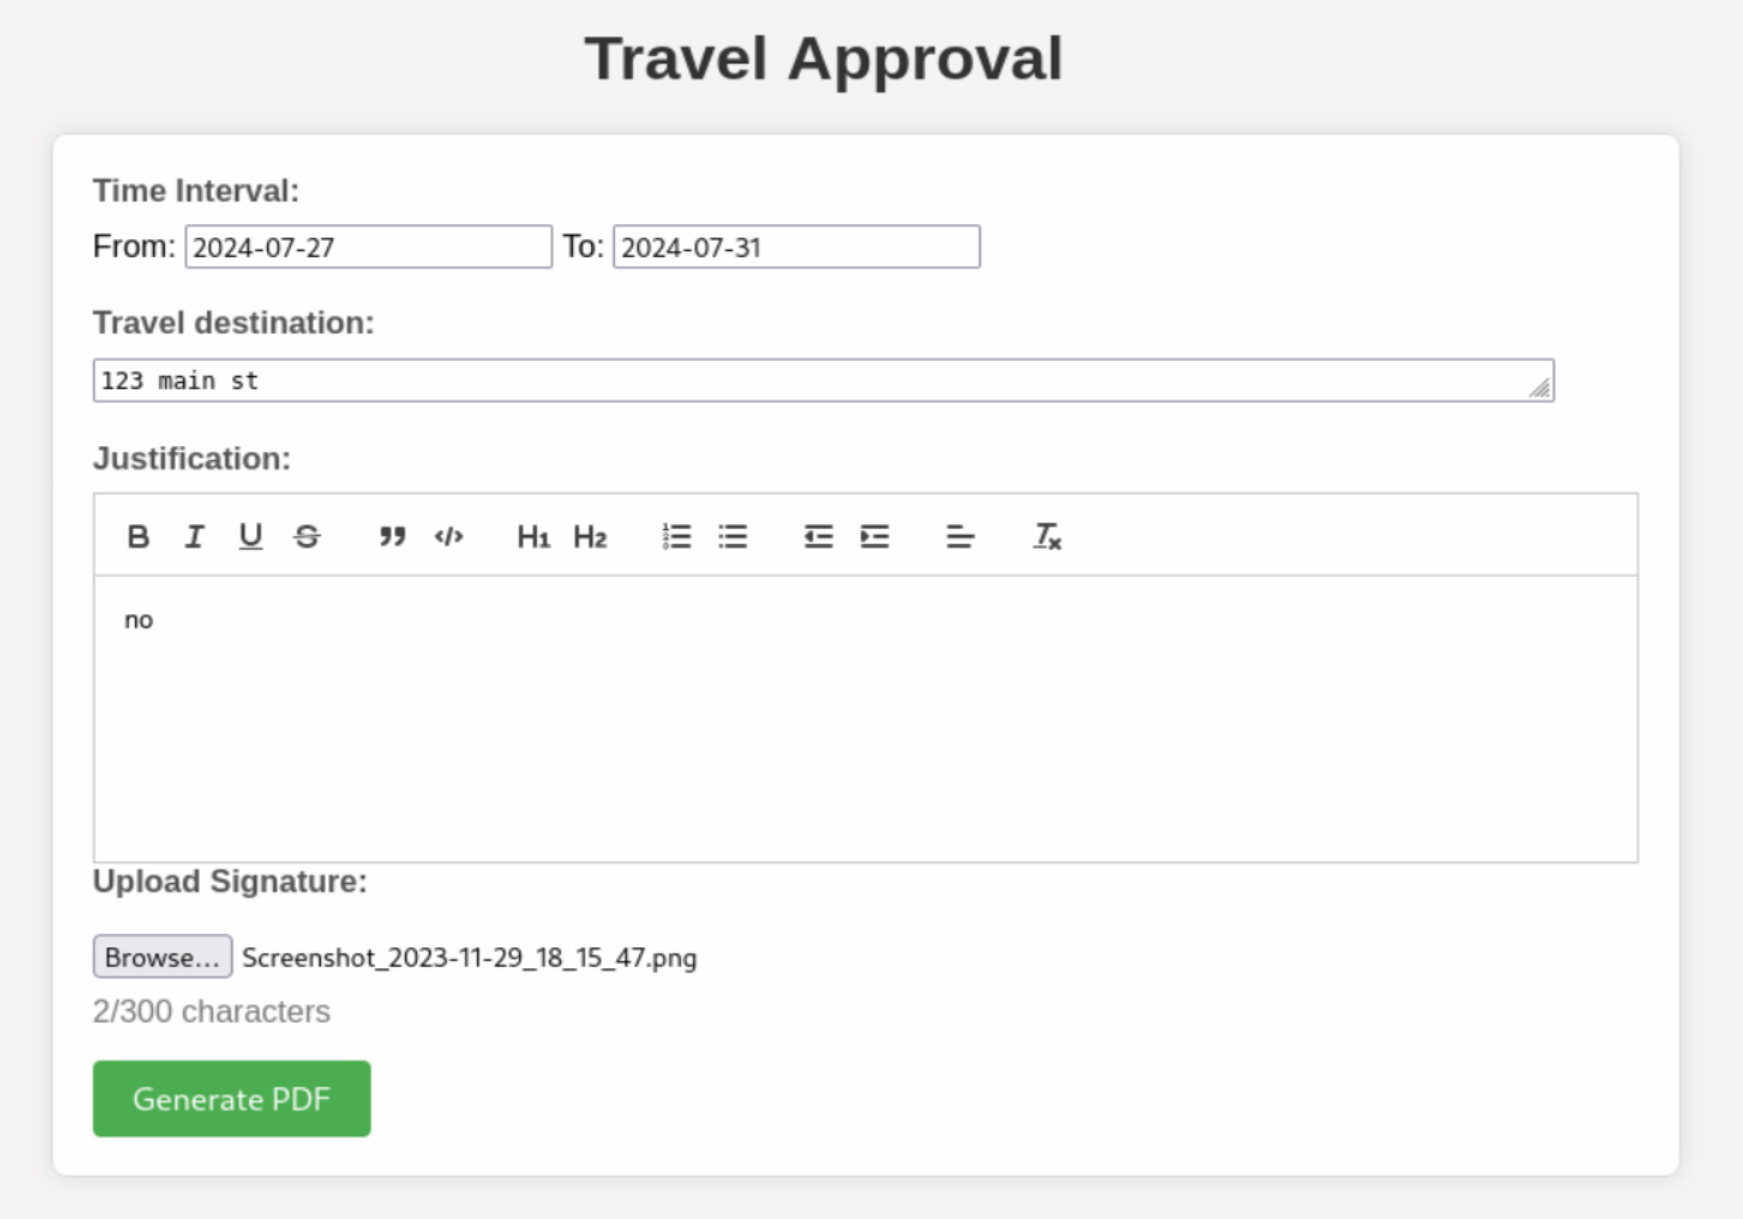 Travel Approval
Time Interval:
From: 2024-07-27 To: 2024-07-31
Travel destination:
123 main st
Justification:
B I U S ” </> H1 H2
no
Upload Signature:
Browse... Screenshot_2023-11-29_18_15_47.png
2/300 characters
Generate PDF